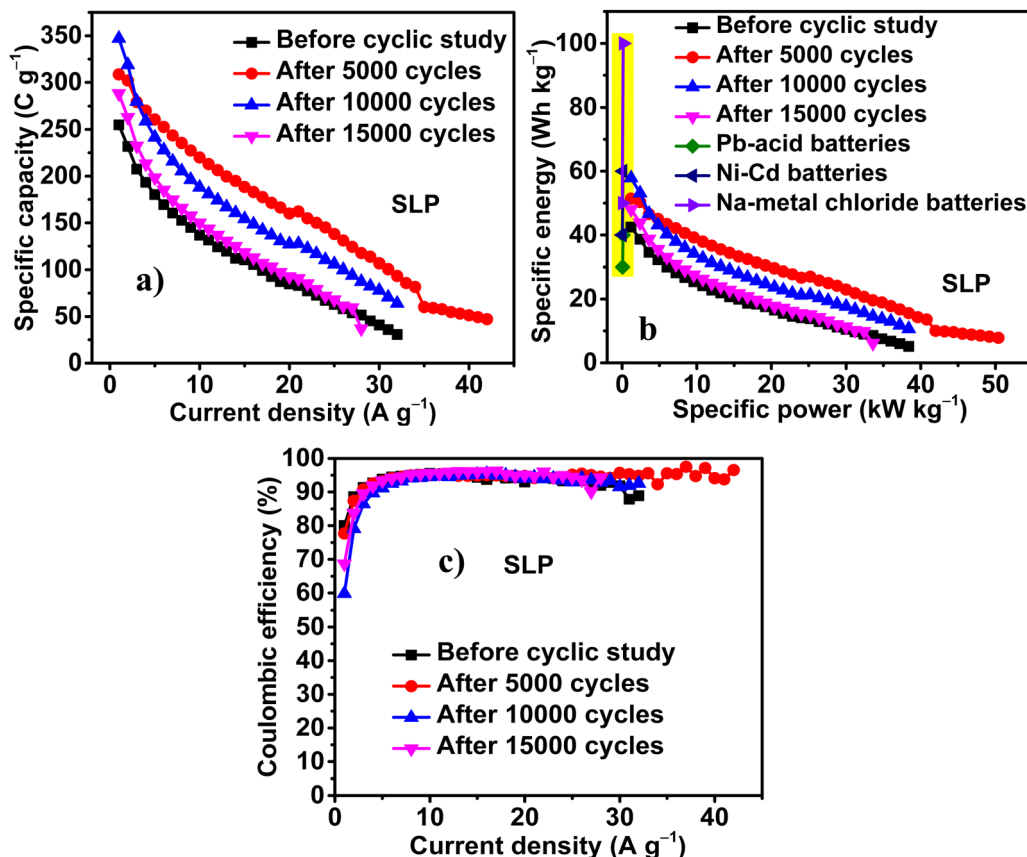 350
300
250
200
150
100
50
0
Specific capacity (C g⁻¹)
Before cyclic study
After 5000 cycles
After 10000 cycles
After 15000 cycles
SLP
a)
0 10 20 30 40
Current density (A g⁻¹)
100
80
60
40
20
0
Specific energy (Wh kg⁻¹)
Before cyclic study
After 5000 cycles
After 10000 cycles
After 15000 cycles
Pb-acid batteries
Ni-Cd batteries
Na-metal chloride batteries
SLP
b
0 10 20 30 40 50
Specific power (kW kg⁻¹)
100
90
80
70
60
50
40
30
20
10
0
Coulombic efficiency (%)
c) SLP
Before cyclic study
After 5000 cycles
After 10000 cycles
After 15000 cycles
0 10 20 30 40
Current density (A g⁻¹)